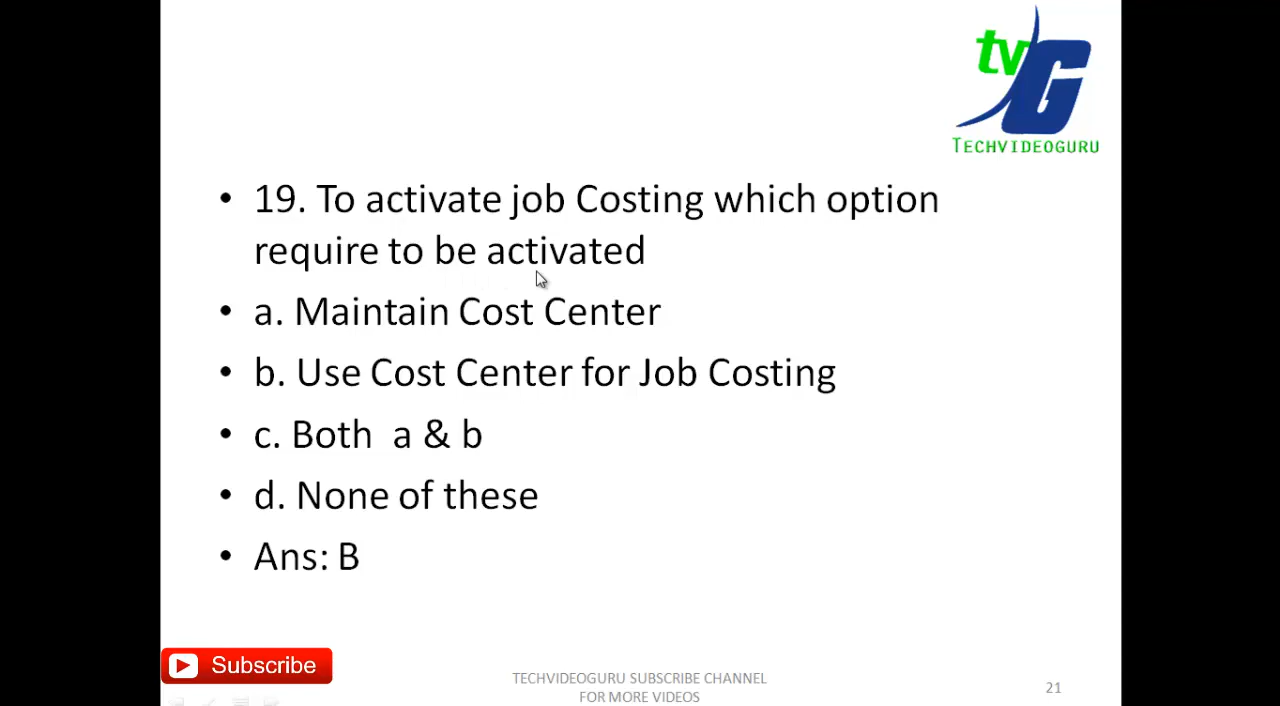 tvG
TECHVIDEOGURU
• 19. To activate job Costing which option
require to be activated
• a. Maintain Cost Center
• b. Use Cost Center for Job Costing
• c. Both a & b
• d. None of these
• Ans: B
Subscribe
TECHVIDEOGURU SUBSCRIBE CHANNEL
FOR MORE VIDEOS
21